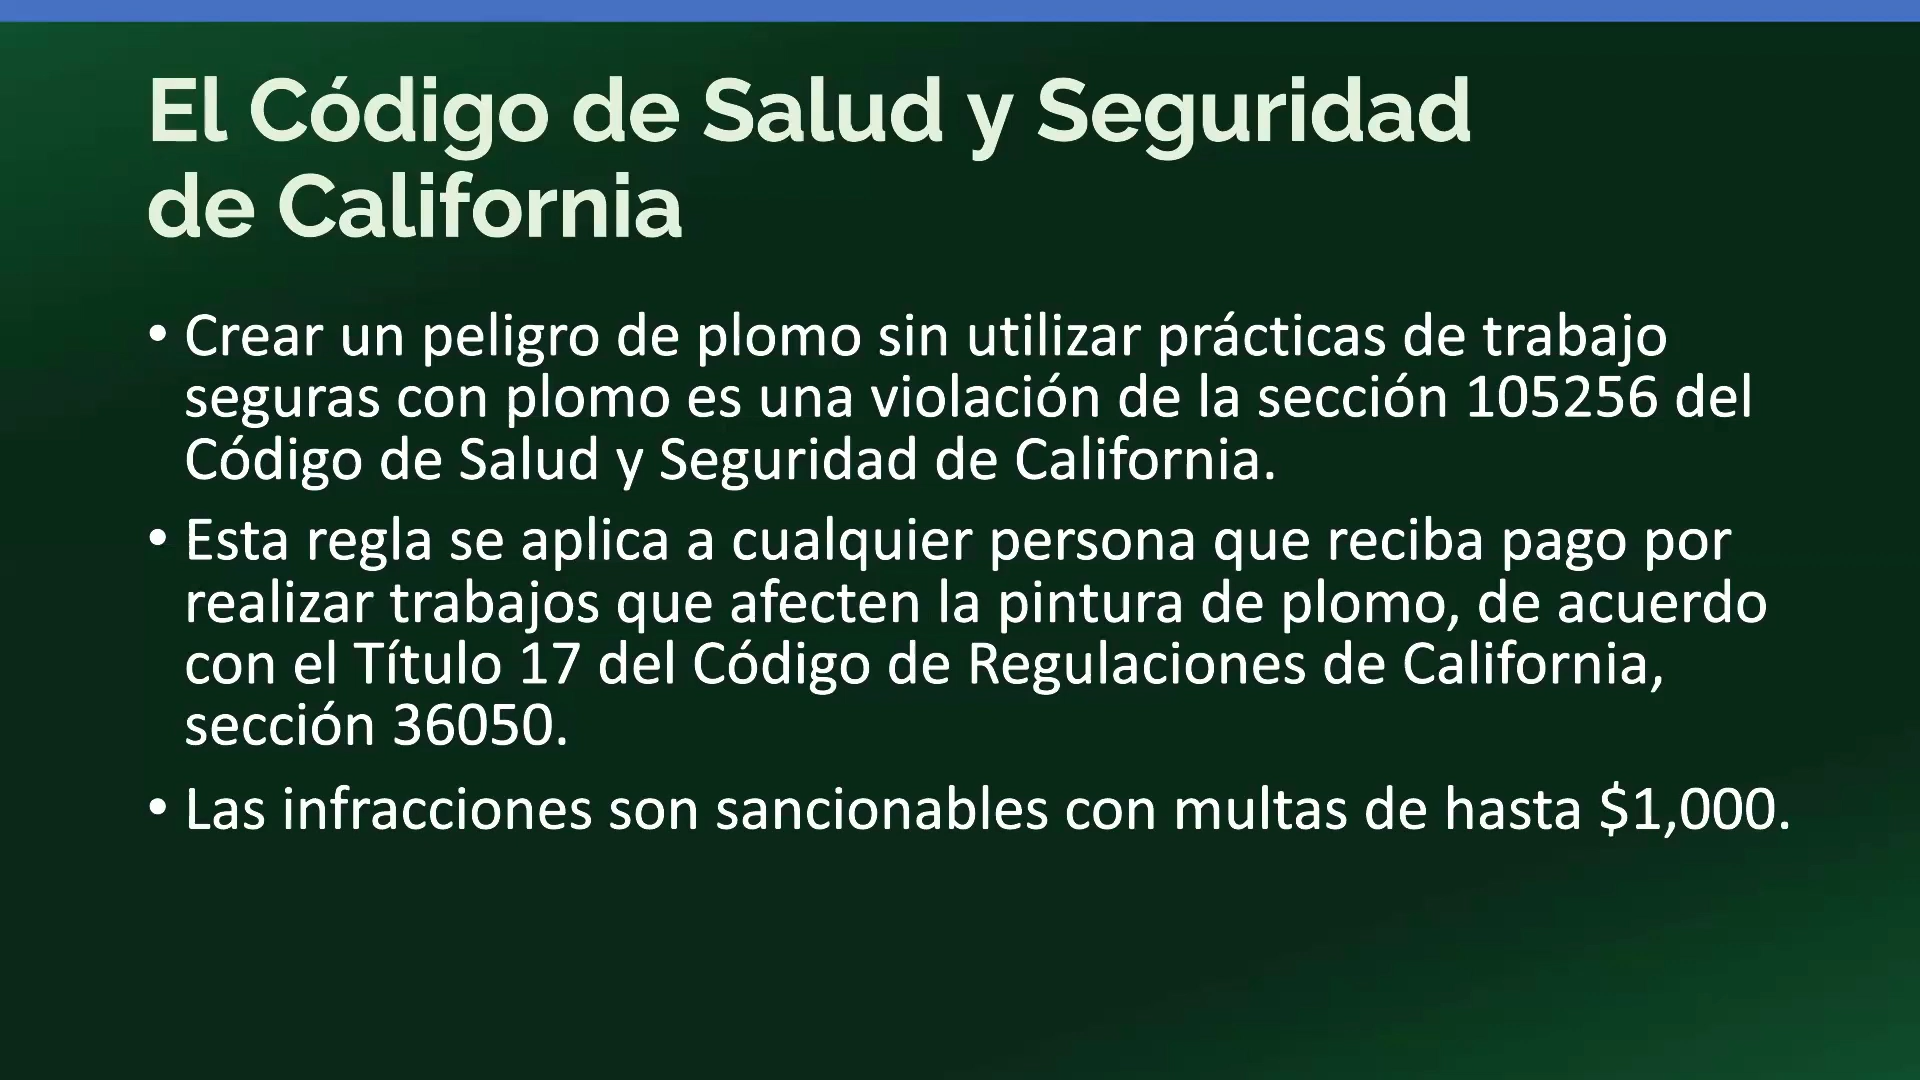 El Código de Salud y Seguridad
de California
• Crear un peligro de plomo sin utilizar prácticas de trabajo
seguras con plomo es una violación de la sección 105256 del
Código de Salud y Seguridad de California.
• Esta regla se aplica a cualquier persona que reciba pago por
realizar trabajos que afecten la pintura de plomo, de acuerdo
con el Título 17 del Código de Regulaciones de California,
sección 36050.
• Las infracciones son sancionables con multas de hasta $1,000.